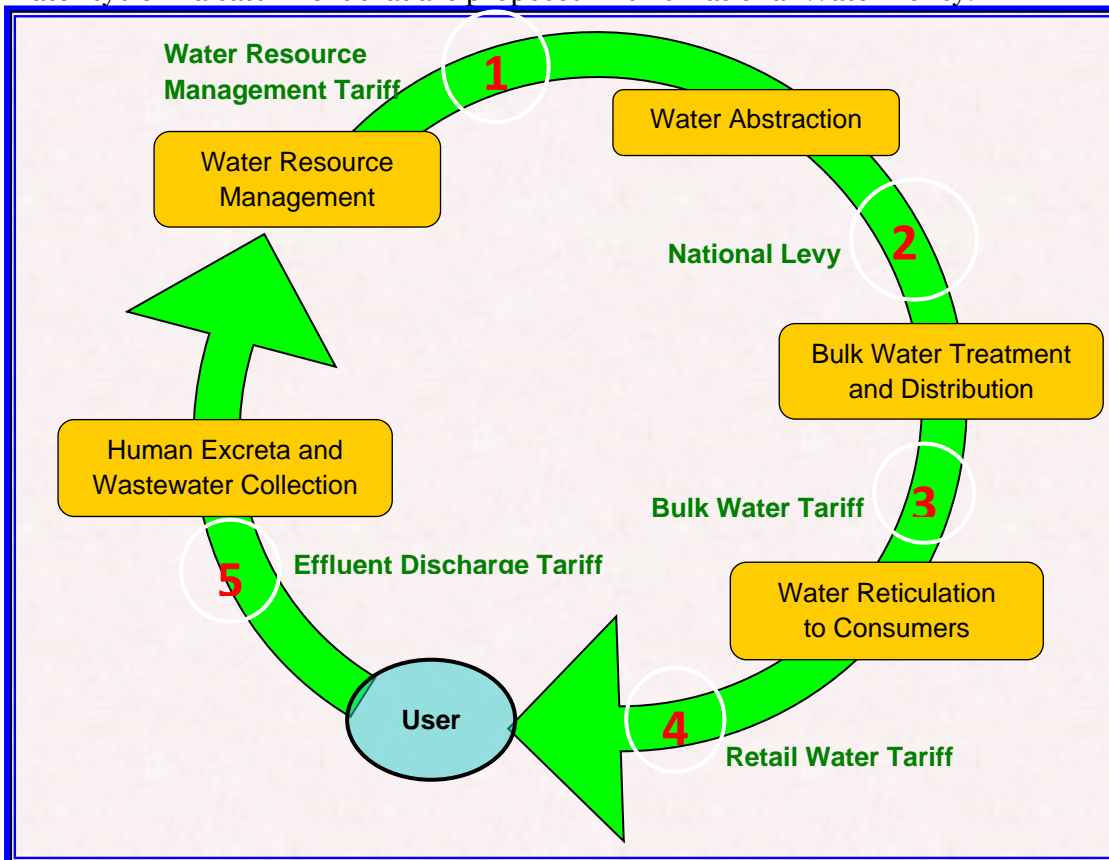 Water Resource
Management Tariff
1
Water Abstraction
Water Resource
Management
2
National Levy
Bulk Water Treatment
and Distribution
Human Excreta and
Wastewater Collection
3
Bulk Water Tariff
5
Effluent Discharge Tariff
Water Reticulation
to Consumers
User
4
Retail Water Tariff